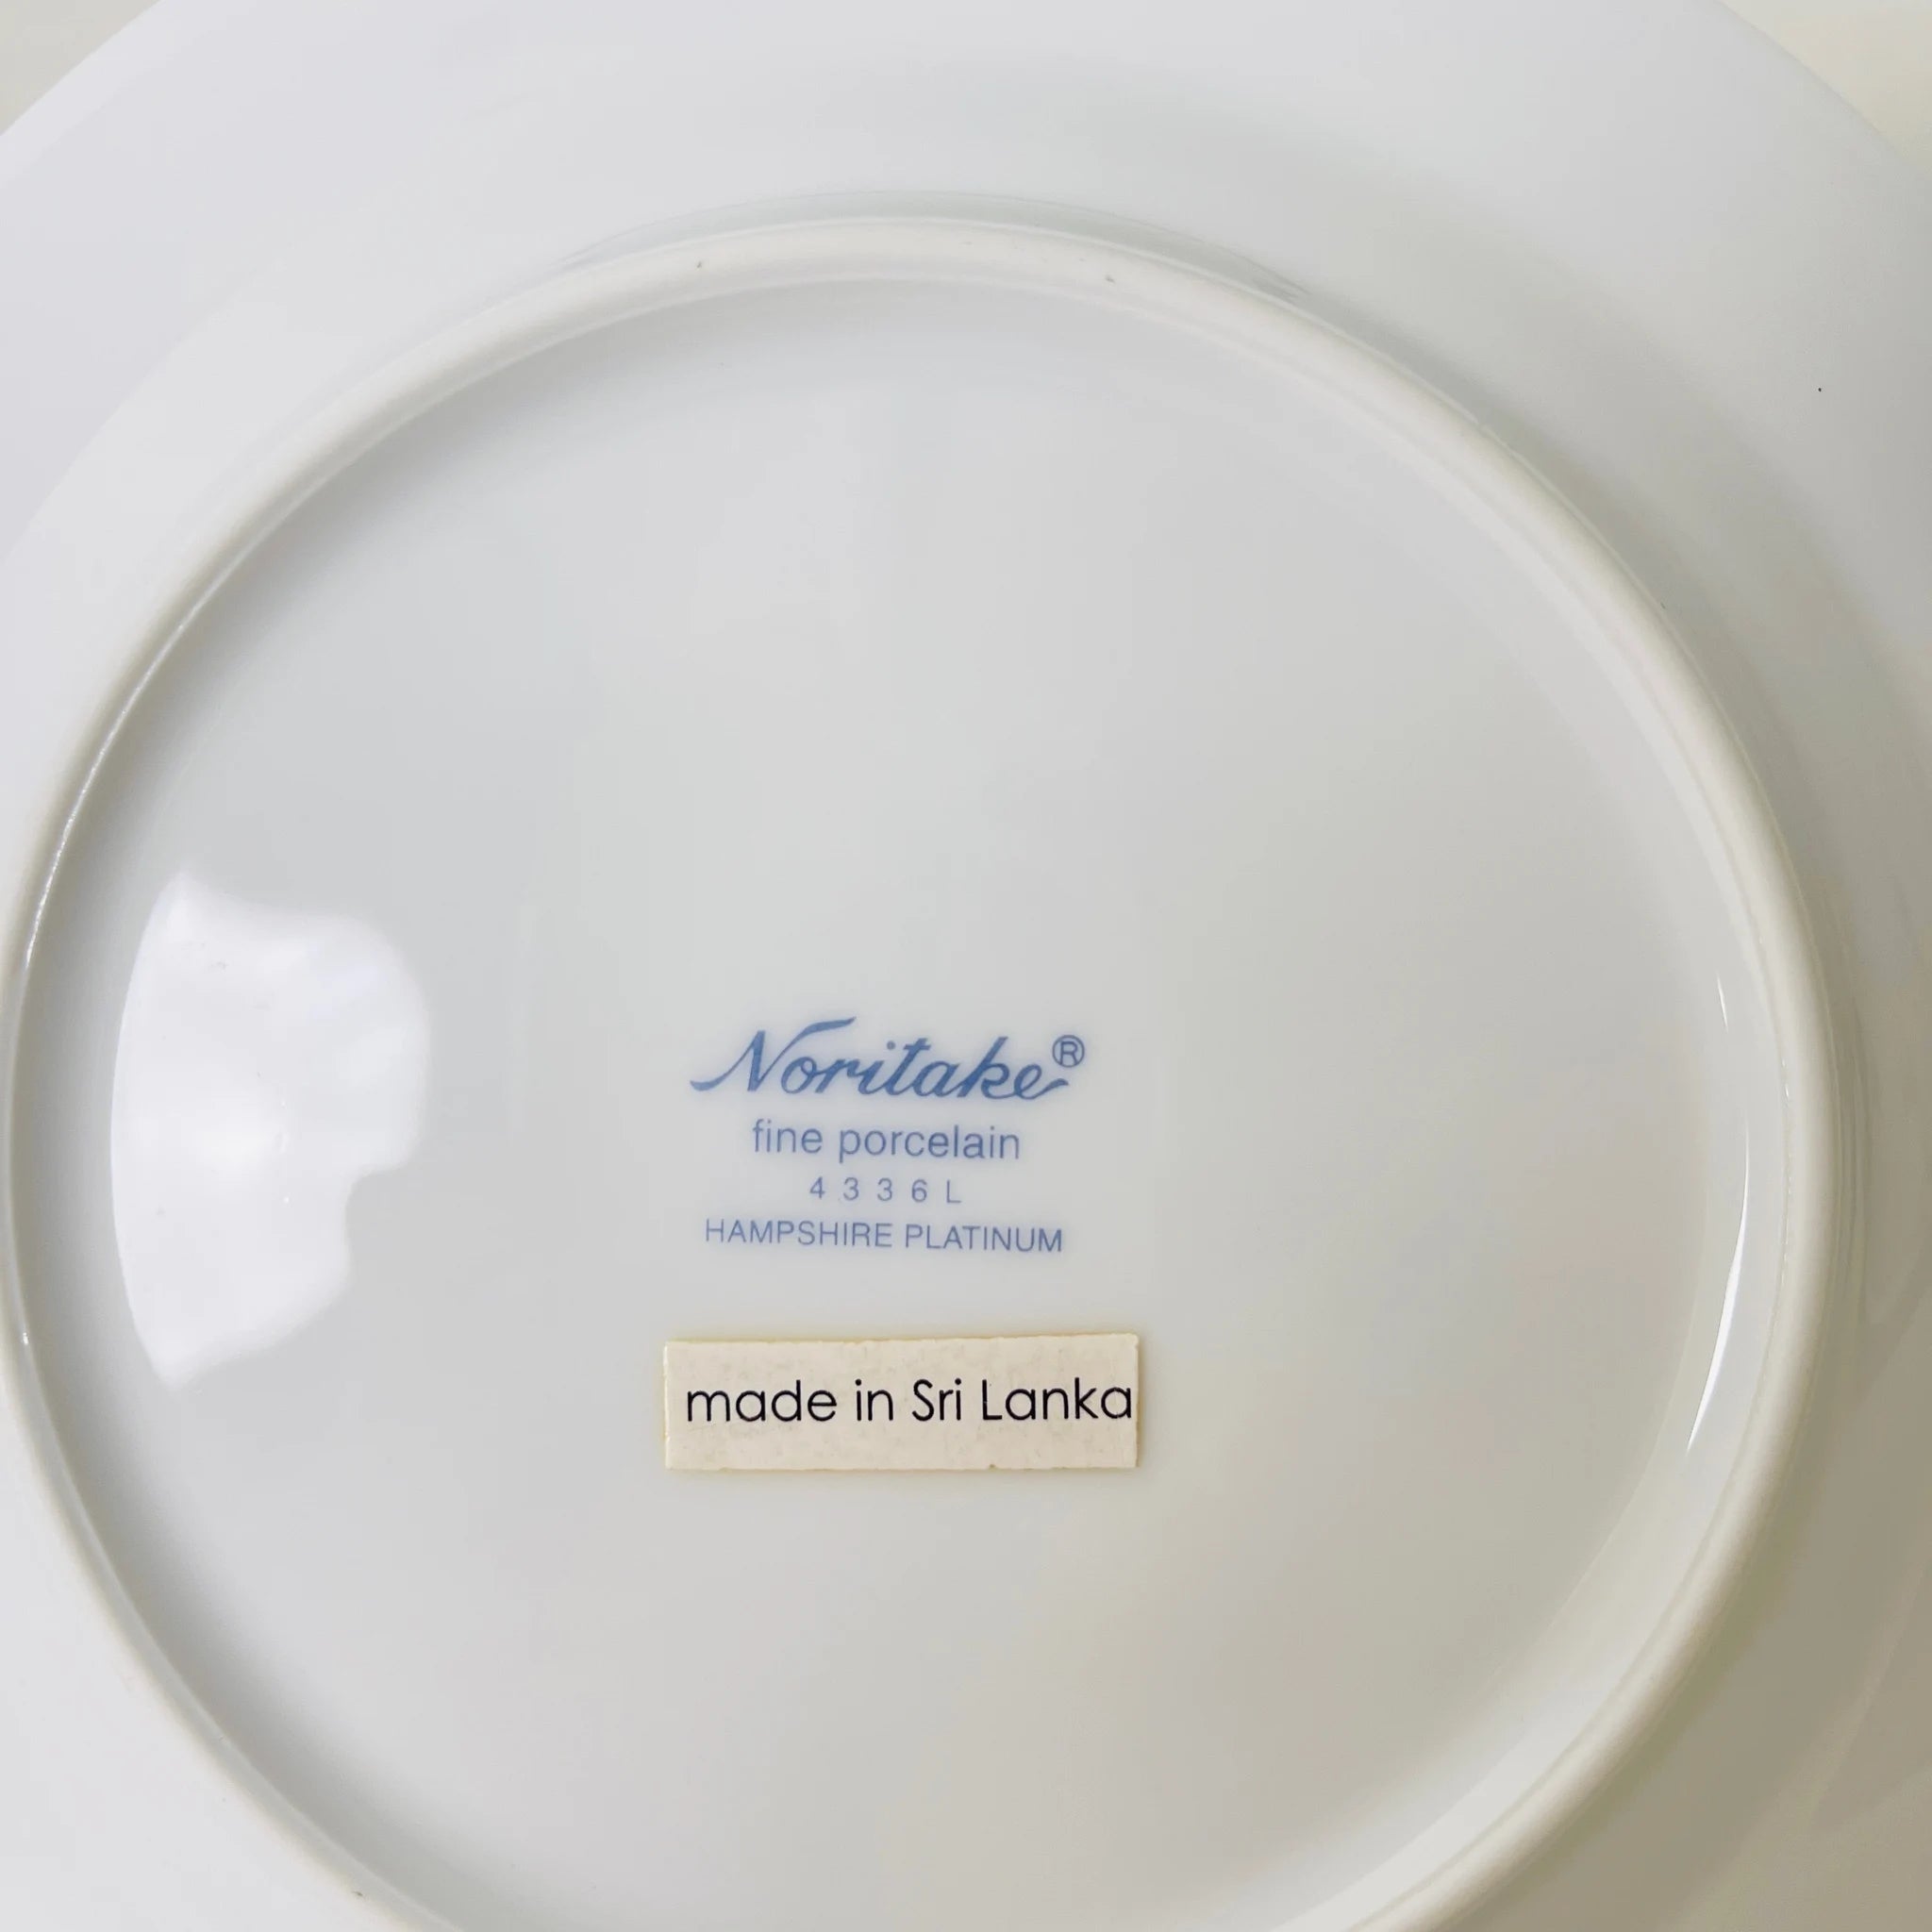 Noritake®
fine porcelain
4336L
HAMPSHIRE PLATINUM
made in Sri Lanka